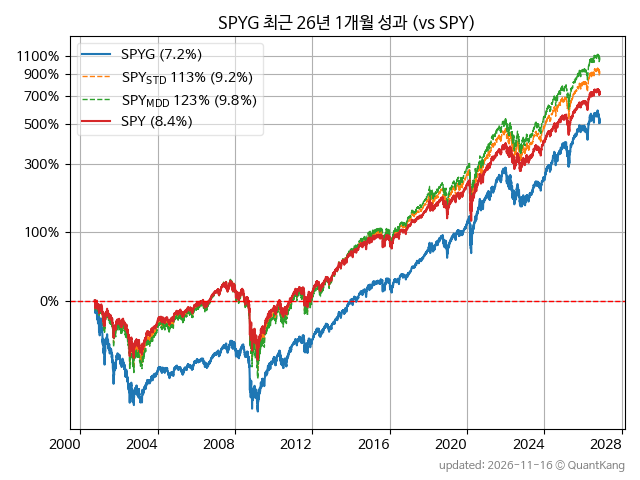 SPYG 최근 26년 1개월 성과 (vs SPY)
SPYG (7.2%)
SPY_STD 113% (9.2%)
SPY_MDD 123% (9.8%)
SPY (8.4%)
1100%
900%
700%
500%
300%
100%
0%
2000 2004 2008 2012 2016 2020 2024 2028
updated: 2026-11-16 © QuantKang